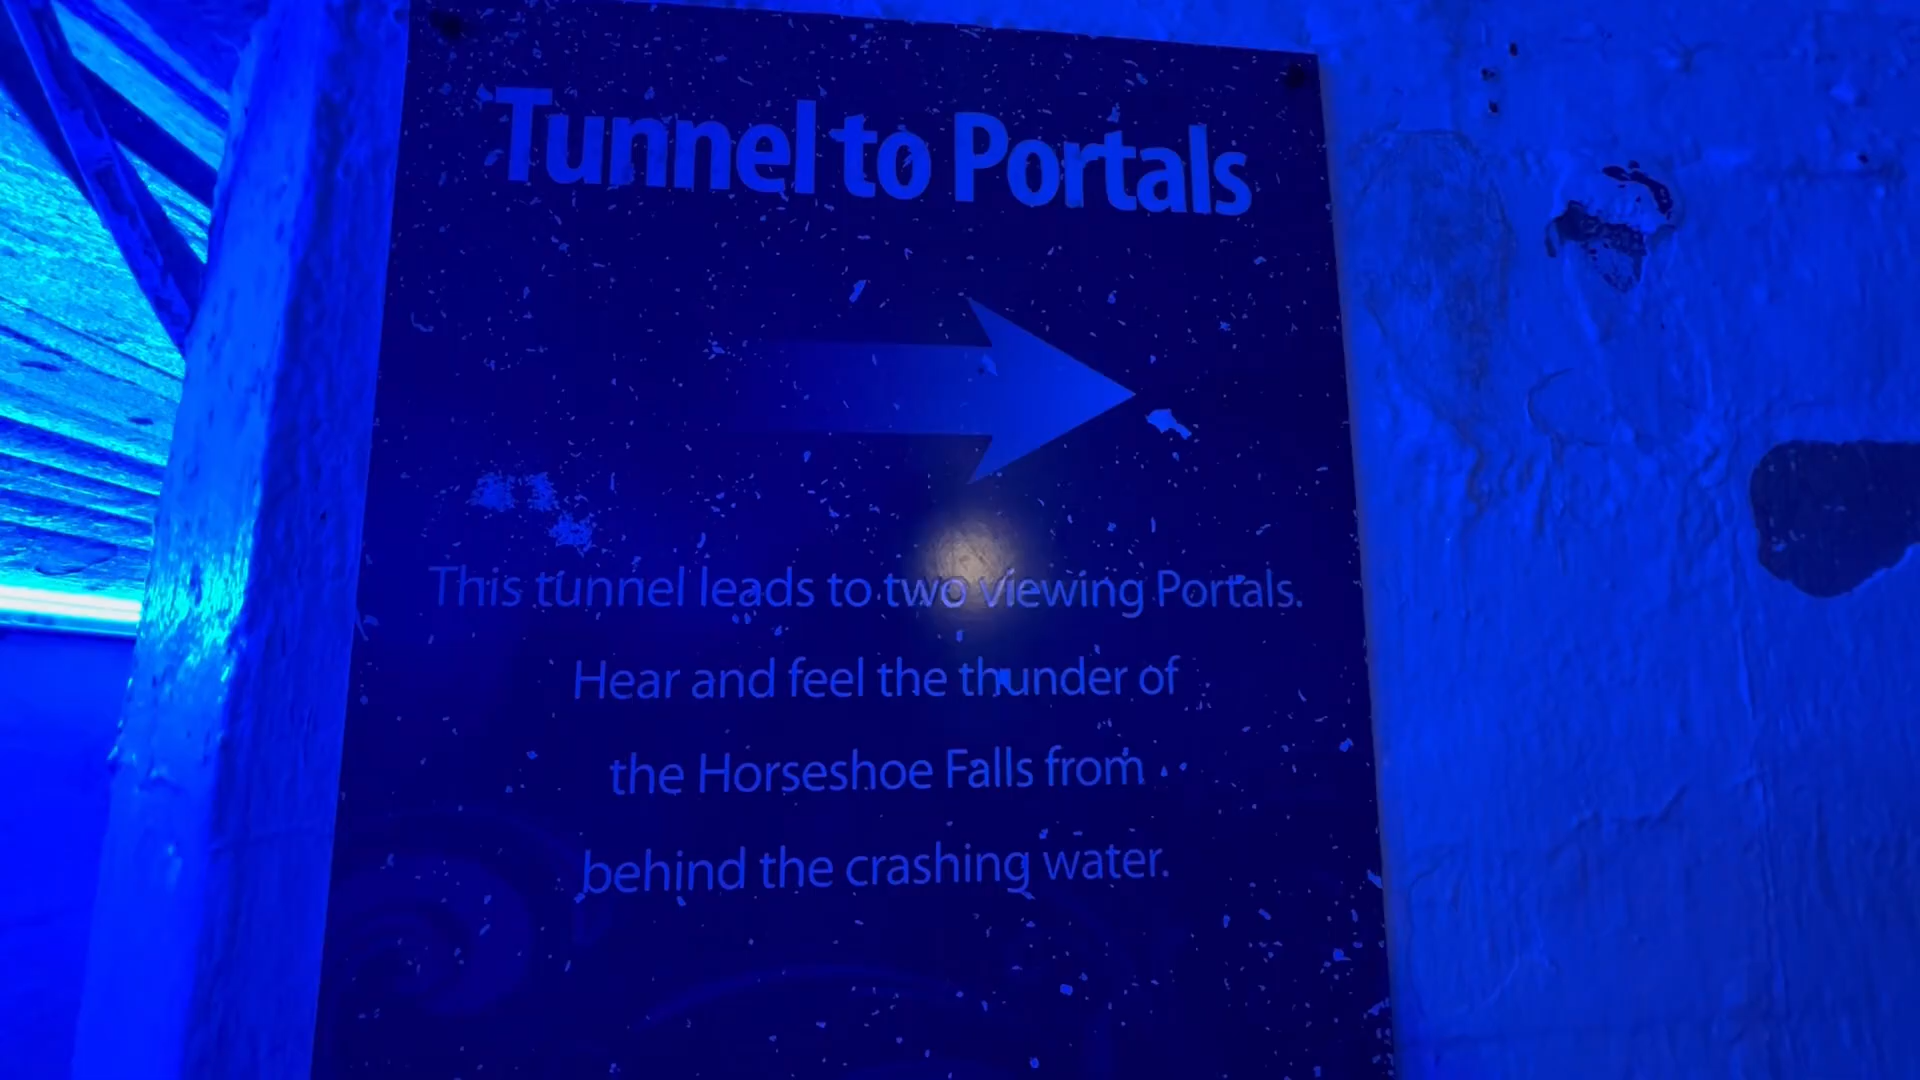 Tunnel to Portals
This tunnel leads to two viewing Portals.
Hear and feel the thunder of
the Horseshoe Falls from
behind the crashing water.